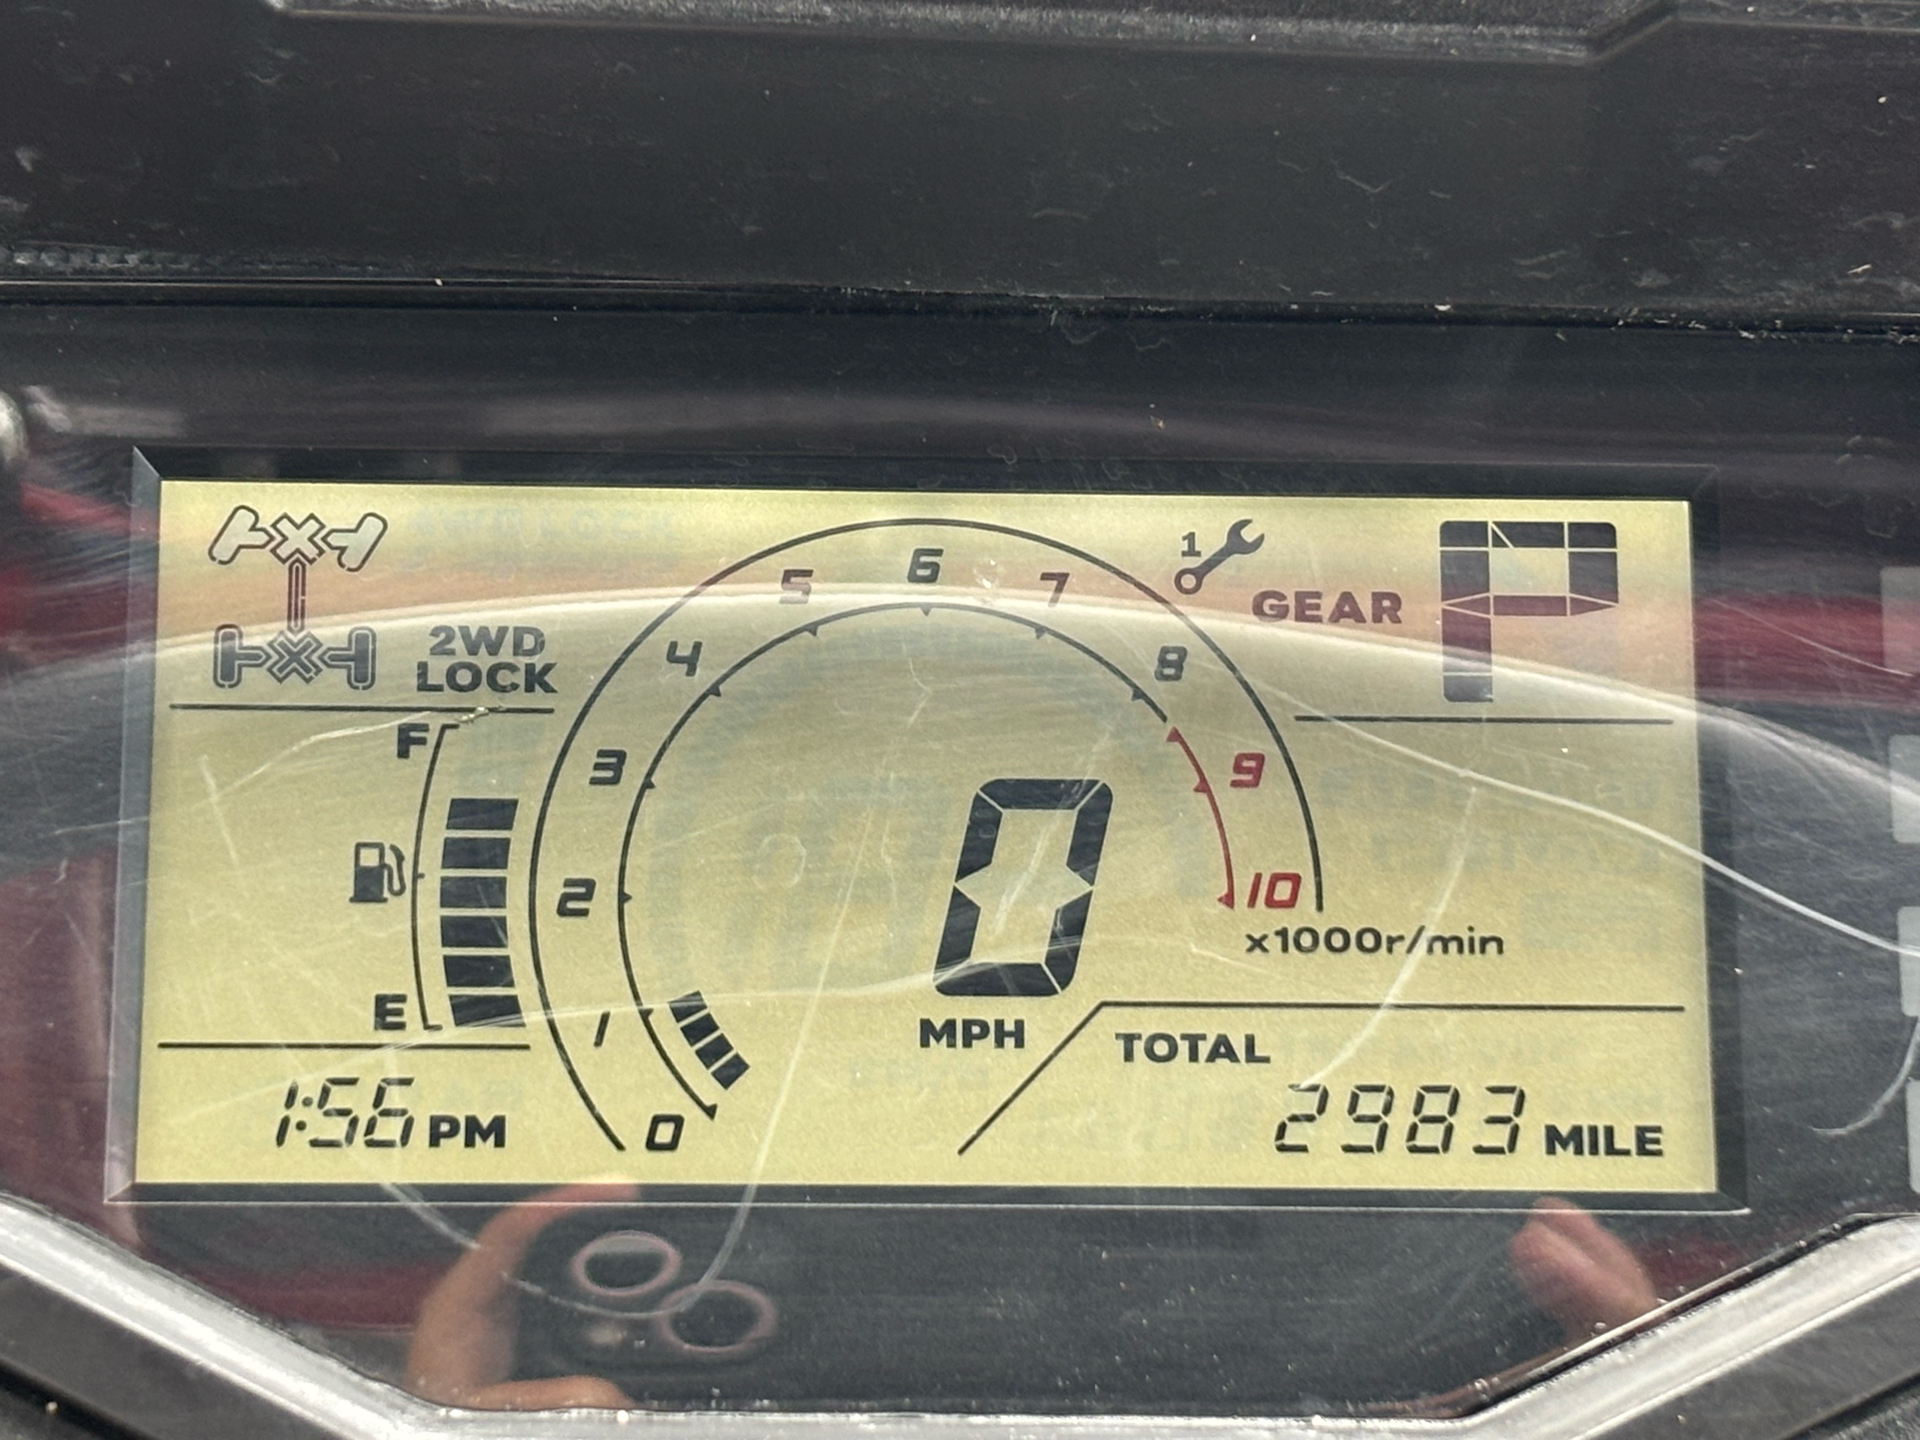 6
5
7
1
GEAR
P
2WD
LOCK
4
8
F
3
9
0
2
10
x1000r/min
E
1
MPH
TOTAL
1:56 PM
0
2983 MILE